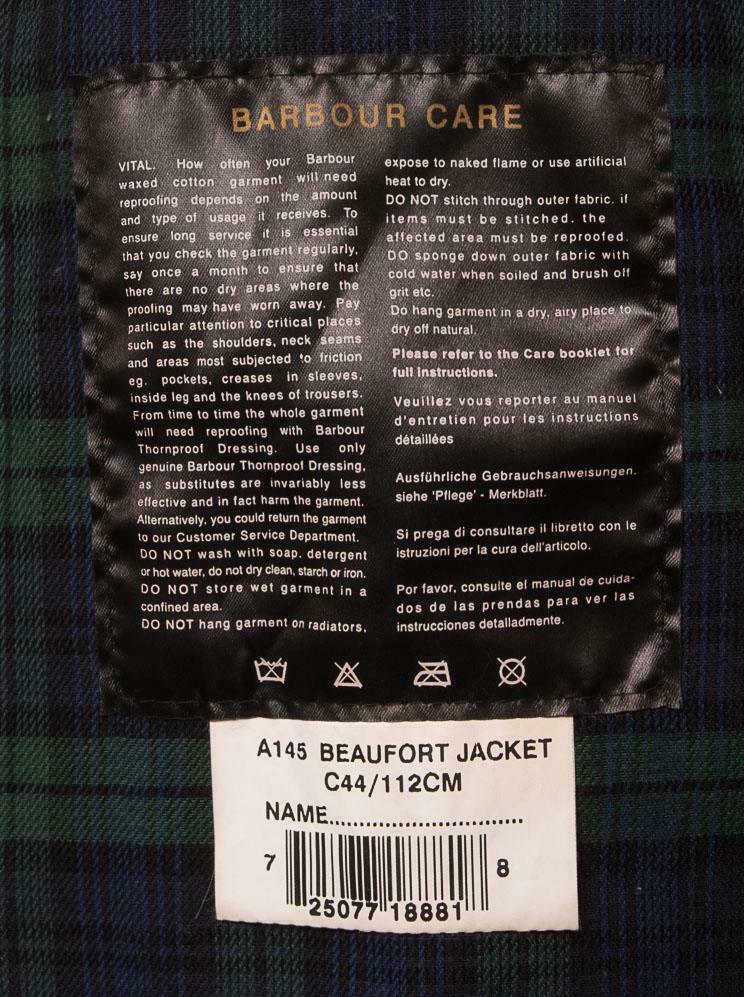 BARBOUR CARE
VITAL. How often your Barbour
waxed cotton garment will need
reproofing depends on the amount
and type of usage it receives. To
ensure long service it is essential
that you check the garment regularly,
say once a month to ensure that
there are no dry areas where the
proofing may have worn away. Pay
particular attention to critical places
such as the shoulders, neck seams
and areas most subjected to friction
eg. pockets, creases in sleeves,
inside leg and the knees of trousers.
From time to time the whole garment
will need reproofing with Barbour
Thornproof Dressing. Use only
genuine Barbour Thornproof Dressing,
as substitutes are invariably less
effective and in fact harm the garment.
Alternatively, you could return the garment
to our Customer Service Department.
DO NOT wash with soap. detergent
or hot water, do not dry clean, starch or iron.
DO NOT store wet garment in a
confined area.
DO NOT hang garment on radiators,
expose to naked flame or use artificial
heat to dry.
DO NOT stitch through outer fabric. if
items must be stitched. the
affected area must be reproofed.
DO sponge down outer fabric with
cold water when soiled and brush off
grit etc.
Do hang garment in a dry, airy place to
dry off natural.
Please refer to the Care booklet for
full instructions.
Veuillez vous reporter au manuel
d'entretien pour les instructions
détaillées
Ausführliche Gebrauchsanweisungen.
siehe 'Pflege' - Merkblatt.
Si prega di consultare il libretto con le
istruzioni per la cura dell'articolo.
Por favor, consulte el manual de cuida-
dos de las prendas para ver las
instrucciones detalladmente.
A145 BEAUFORT JACKET
C44/112CM
NAME..............................
7 25077 18881 8